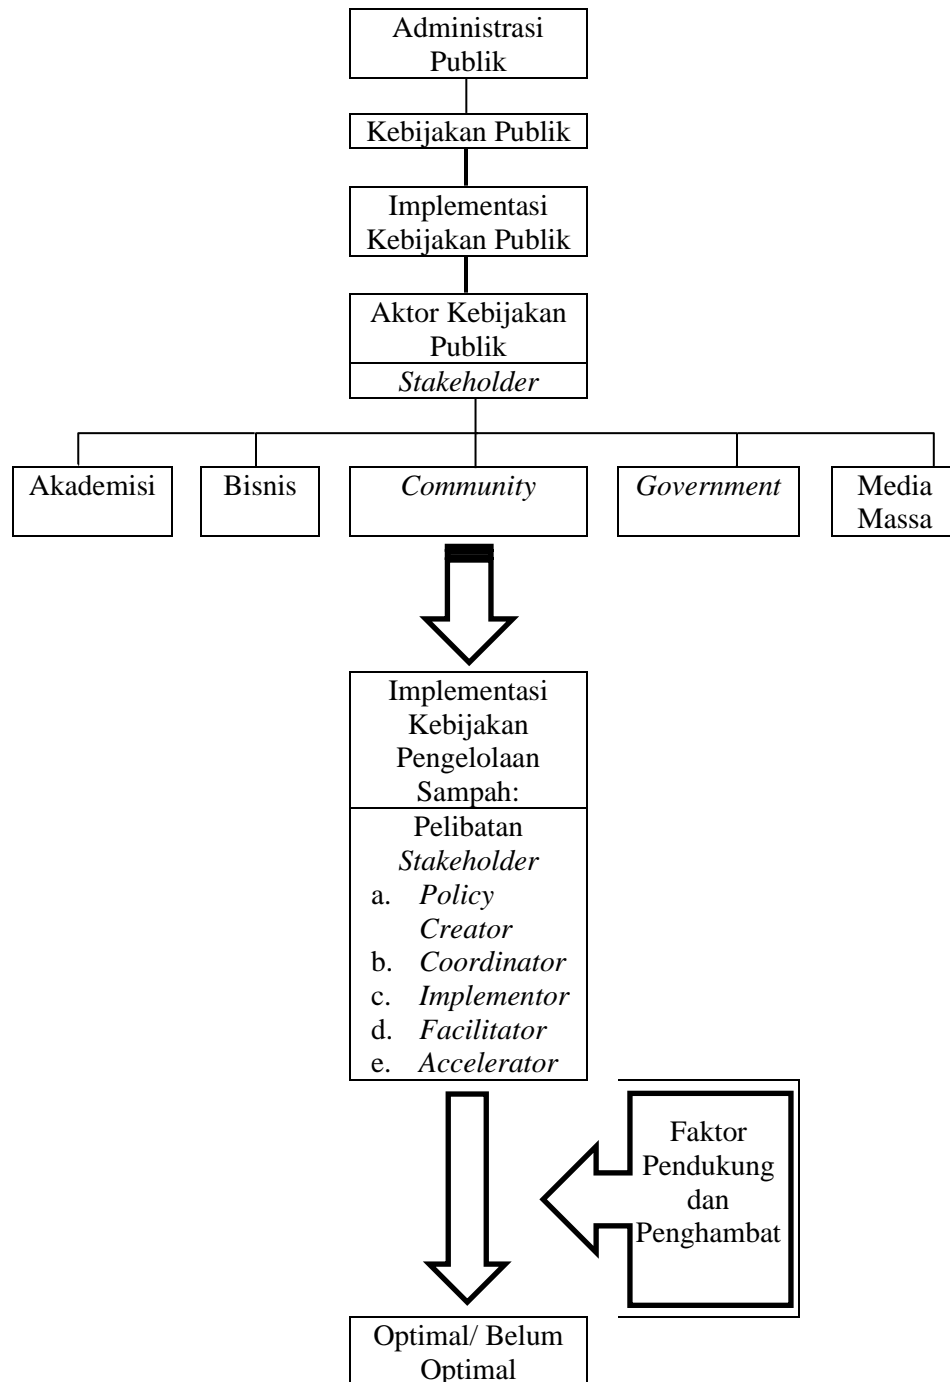 Administrasi
Publik
Kebijakan Publik
Implementasi
Kebijakan Publik
Aktor Kebijakan
Publik
Stakeholder
Akademisi
Bisnis
Community
Government
Media
Massa
Implementasi
Kebijakan
Pengelolaan
Sampah:
Pelibatan
Stakeholder
a. Policy
Creator
b. Coordinator
c. Implementor
d. Facilitator
e. Accelerator
Faktor
Pendukung
dan
Penghambat
Optimal/ Belum
Optimal